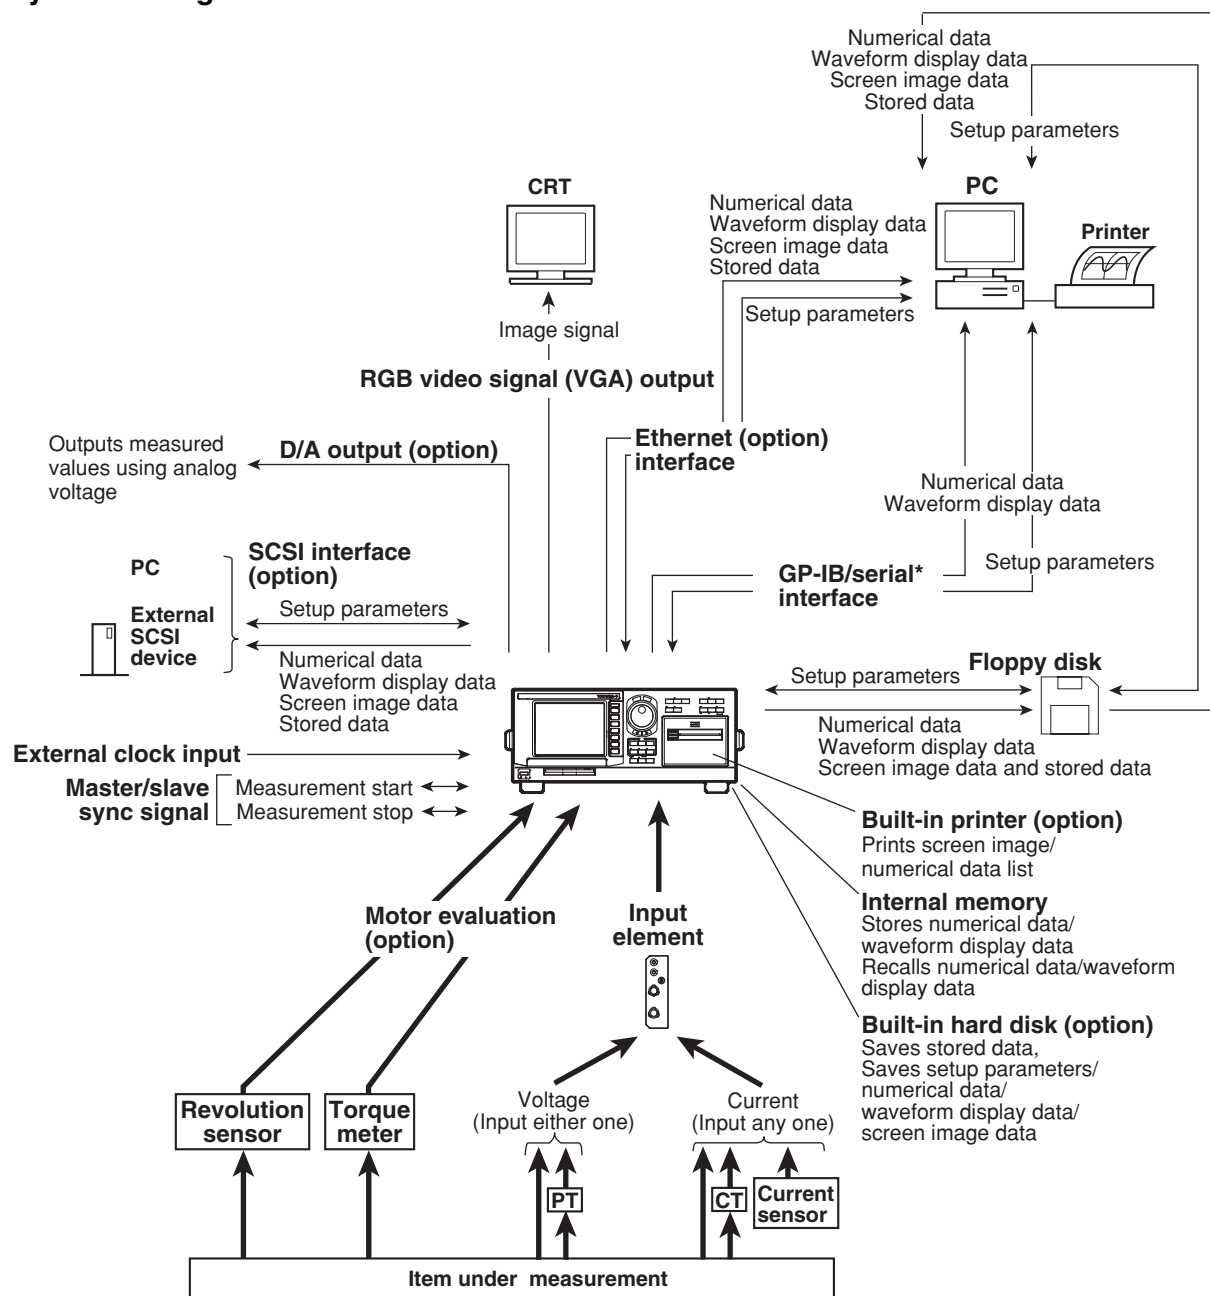 Numerical data
Waveform display data
Screen image data
Stored data
Setup parameters
CRT
PC
Printer
Numerical data
Waveform display data
Screen image data
Stored data
Setup parameters
Image signal
RGB video signal (VGA) output
Outputs measured
values using analog
voltage
D/A output (option)
Ethernet (option)
interface
Numerical data
Waveform display data
Setup parameters
GP-IB/serial*
interface
SCSI interface
(option)
PC
External
SCSI
device
Setup parameters
Numerical data
Waveform display data
Screen image data
Stored data
Floppy disk
Setup parameters
Numerical data
Waveform display data
Screen image data and stored data
External clock input
Master/slave
sync signal
Measurement start
Measurement stop
Built-in printer (option)
Prints screen image/
numerical data list
Internal memory
Stores numerical data/
waveform display data
Recalls numerical data/waveform
display data
Built-in hard disk (option)
Saves stored data,
Saves setup parameters/
numerical data/
waveform display data/
screen image data
Motor evaluation
(option)
Input
element
Revolution
sensor
Torque
meter
Voltage
(Input either one)
Current
(Input any one)
PT
CT
Current
sensor
Item under measurement